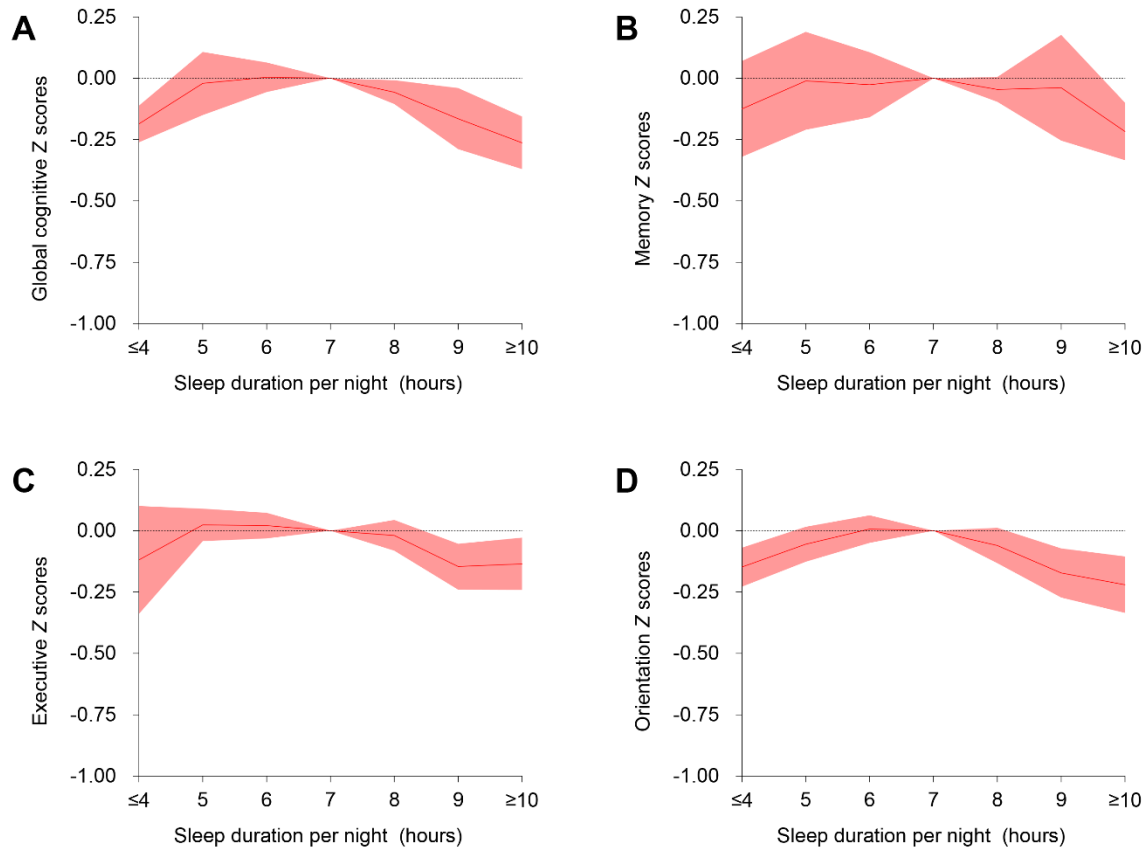 A
Global cognitive Z scores
0.25
0.00
-0.25
-0.50
-0.75
-1.00
≤4 5 6 7 8 9 ≥10
Sleep duration per night (hours)
B
Memory Z scores
0.25
0.00
-0.25
-0.50
-0.75
-1.00
≤4 5 6 7 8 9 ≥10
Sleep duration per night (hours)
C
Executive Z scores
0.25
0.00
-0.25
-0.50
-0.75
-1.00
≤4 5 6 7 8 9 ≥10
Sleep duration per night (hours)
D
Orientation Z scores
0.25
0.00
-0.25
-0.50
-0.75
-1.00
≤4 5 6 7 8 9 ≥10
Sleep duration per night (hours)